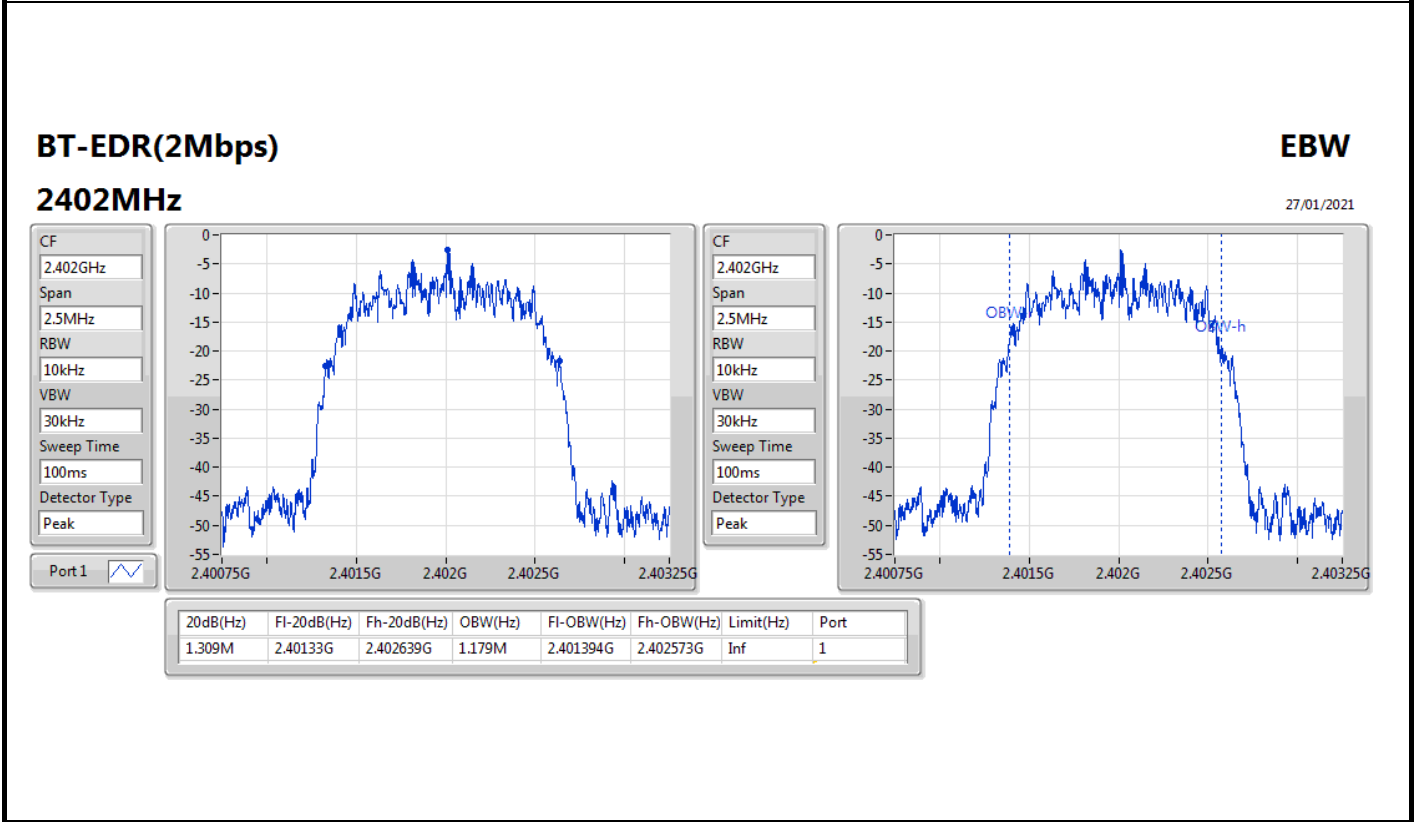 BT-EDR(2Mbps)
EBW
2402MHz
27/01/2021
CF
2.402GHz
Span
2.5MHz
RBW
10kHz
VBW
30kHz
Sweep Time
100ms
Detector Type
Peak
Port 1
0
-5
-10
-15
-20
-25
-30
-35
-40
-45
-50
-55
2.40075G 2.4015G 2.402G 2.4025G 2.40325G
CF
2.402GHz
Span
2.5MHz
RBW
10kHz
VBW
30kHz
Sweep Time
100ms
Detector Type
Peak
0
-5
-10
-15
-20
-25
-30
-35
-40
-45
-50
-55
OBW
OBW-h
2.40075G 2.4015G 2.402G 2.4025G 2.40325G
20dB(Hz) Fl-20dB(Hz) Fh-20dB(Hz) OBW(Hz) Fl-OBW(Hz) Fh-OBW(Hz) Limit(Hz) Port
1.309M 2.40133G 2.402639G 1.179M 2.401394G 2.402573G Inf 1